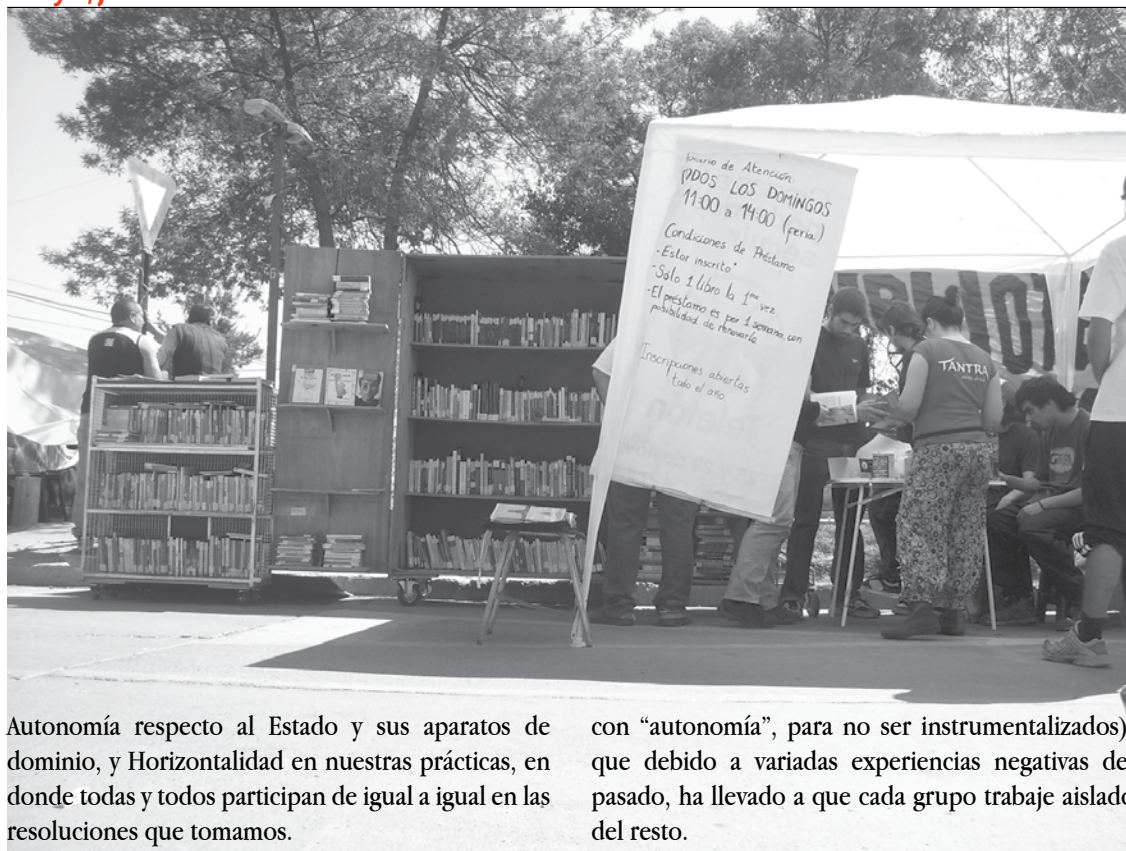 Horario de Atención.
TODOS LOS DOMINGOS
11:00 a 14:00 (feria)
Condiciones de Préstamo
-Estar inscrito*
-Sólo 1 libro la 1era vez
-El préstamo es por 1 semana con
posibilidad de renovarlo
Inscripciones abiertas
todo el año.
TANTRA
Autonomía respecto al Estado y sus aparatos de
dominio, y Horizontalidad en nuestras prácticas, en
donde todas y todos participan de igual a igual en las
resoluciones que tomamos.
con “autonomía”, para no ser instrumentalizados)
que debido a variadas experiencias negativas de
pasado, ha llevado a que cada grupo trabaje aislado
del resto.